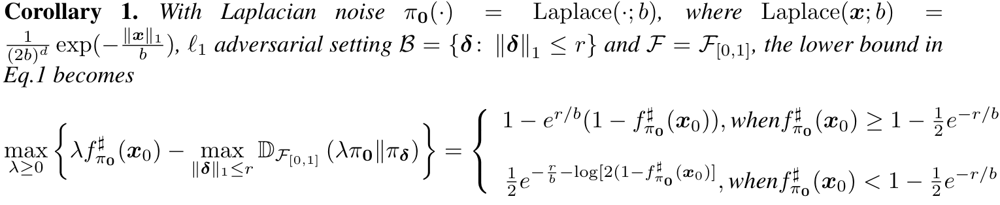 Corollary 1. With Laplacian noise $\pi_{\mathbf{0}}(\cdot) = \mathrm{Laplace}(\cdot; b)$, where $\mathrm{Laplace}(\boldsymbol{x}; b) =$
$\frac{1}{(2b)^d} \exp(-\frac{\|\boldsymbol{x}\|_1}{b})$, $\ell_1$ adversarial setting $\mathcal{B} = \{\boldsymbol{\delta} \colon \|\boldsymbol{\delta}\|_1 \leq r\}$ and $\mathcal{F} = \mathcal{F}_{[0,1]}$, the lower bound in
Eq.1 becomes
$\max_{\lambda \geq 0} \left\{ \lambda f^{\sharp}_{\pi_{\mathbf{0}}}(\boldsymbol{x}_0) - \max_{\|\boldsymbol{\delta}\|_1 \leq r} \mathbb{D}_{\mathcal{F}_{[0,1]}} (\lambda \pi_{\mathbf{0}} \| \pi_{\boldsymbol{\delta}}) \right\} = \begin{cases} 1 - e^{r/b}(1 - f^{\sharp}_{\pi_{\mathbf{0}}}(\boldsymbol{x}_0)), when f^{\sharp}_{\pi_{\mathbf{0}}}(\boldsymbol{x}_0) \geq 1 - \frac{1}{2} e^{-r/b} \\ \frac{1}{2} e^{-\frac{r}{b} - \log[2(1 - f^{\sharp}_{\pi_{\mathbf{0}}}(\boldsymbol{x}_0)]}, when f^{\sharp}_{\pi_{\mathbf{0}}}(\boldsymbol{x}_0) < 1 - \frac{1}{2} e^{-r/b} \end{cases}$